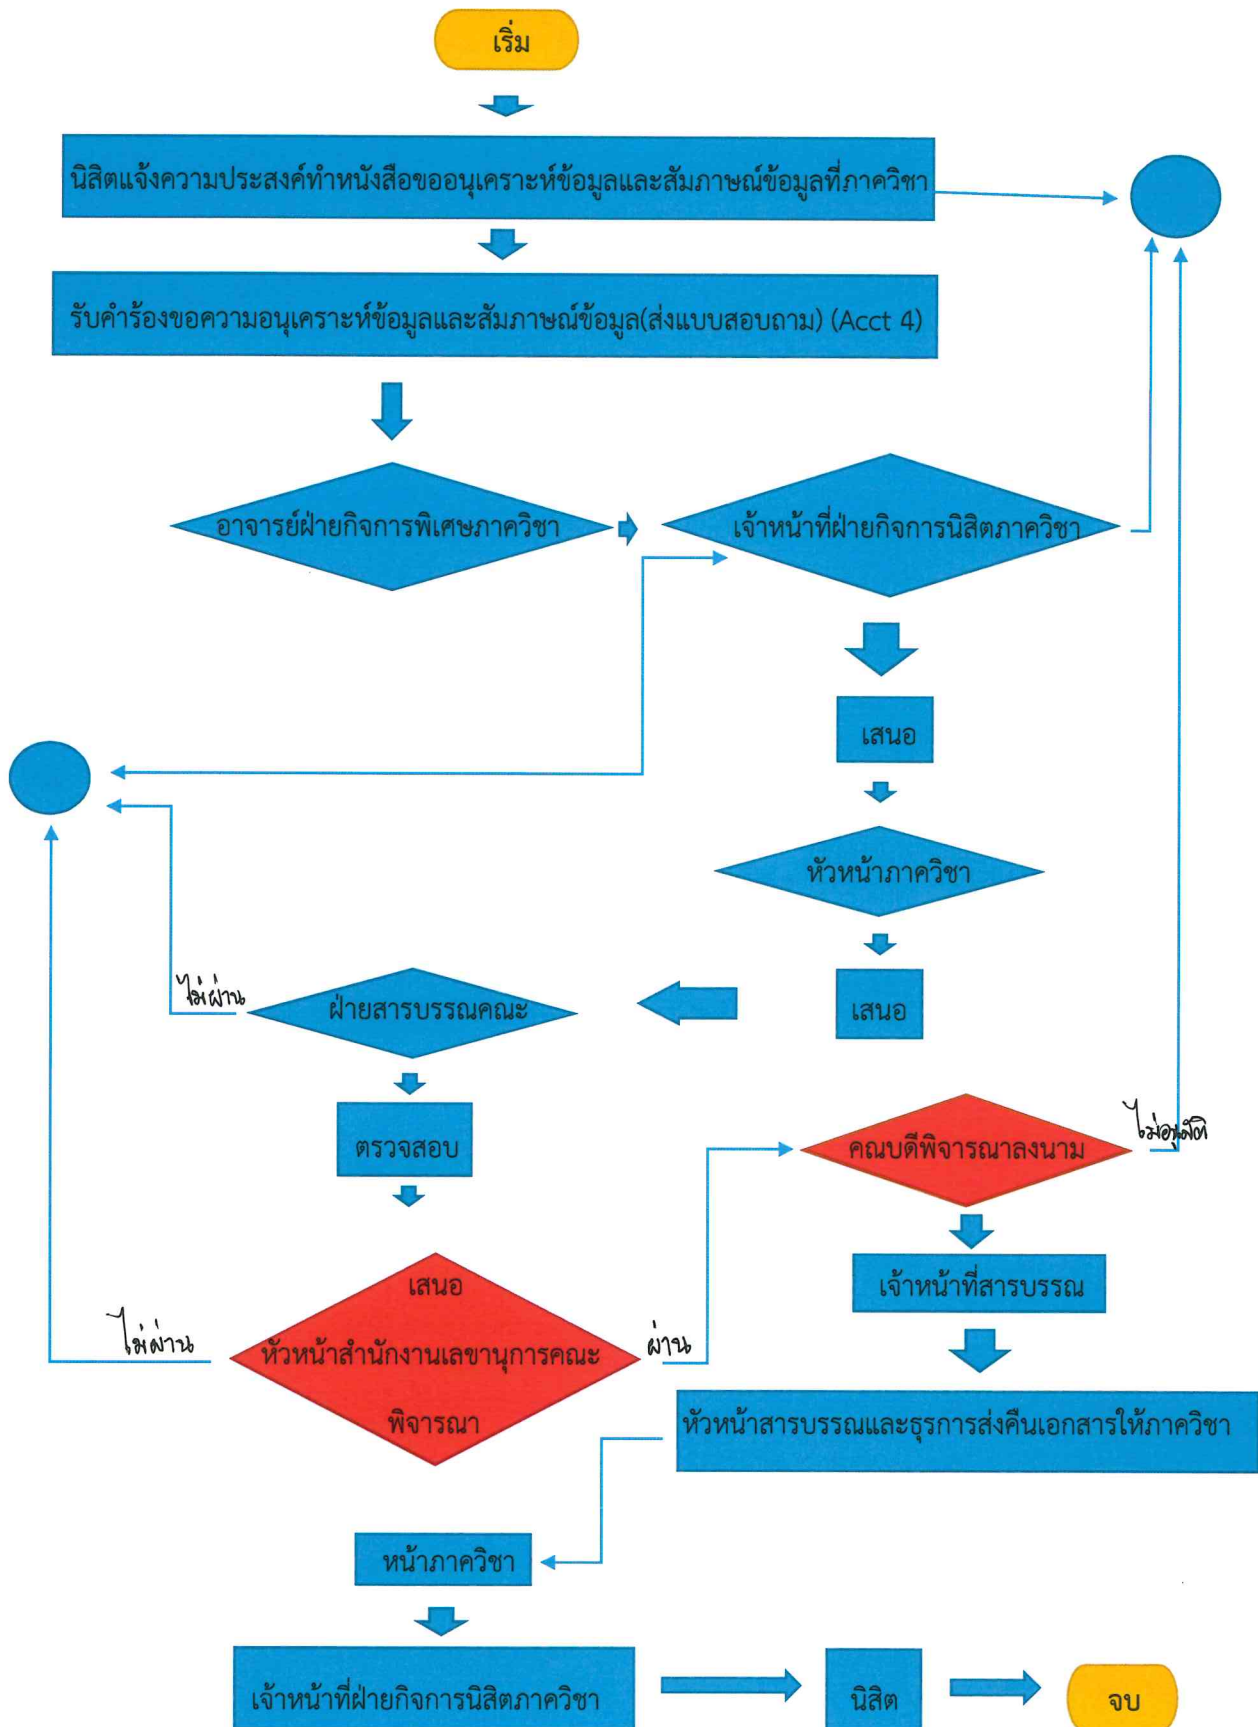 เริ่ม
นิสิตแจ้งความประสงค์ทำหนังสือขออนุเคราะห์ข้อมูลและสัมภาษณ์ข้อมูลที่ภาควิชา
รับคำร้องขอความอนุเคราะห์ข้อมูลและสัมภาษณ์ข้อมูล(ส่งแบบสอบถาม) (Acct 4)
อาจารย์ฝ่ายกิจการพิเศษภาควิชา
เจ้าหน้าที่ฝ่ายกิจการนิสิตภาควิชา
เสนอ
หัวหน้าภาควิชา
เสนอ
ฝ่ายสารบรรณคณะ
ไม่ผ่าน
ตรวจสอบ
คณบดีพิจารณาลงนาม
ไม่อนุมัติ
เสนอ
หัวหน้าสำนักงานเลขานุการคณะ
พิจารณา
ไม่ผ่าน
ผ่าน
เจ้าหน้าที่สารบรรณ
หัวหน้าสารบรรณและธุรการส่งคืนเอกสารให้ภาควิชา
หน้าภาควิชา
เจ้าหน้าที่ฝ่ายกิจการนิสิตภาควิชา
นิสิต
จบ